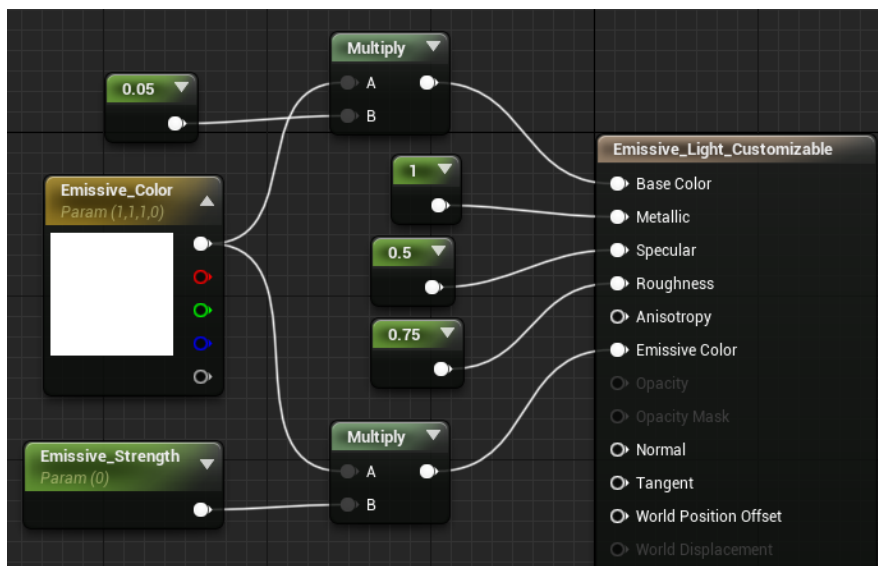 Multiply
A
B
0.05
Emissive_Color
Param (1,1,1,0)
1
0.5
0.75
Multiply
A
B
Emissive_Strength
Param (0)
Emissive_Light_Customizable
Base Color
Metallic
Specular
Roughness
Anisotropy
Emissive Color
Opacity
Opacity Mask
Normal
Tangent
World Position Offset
World Displacement